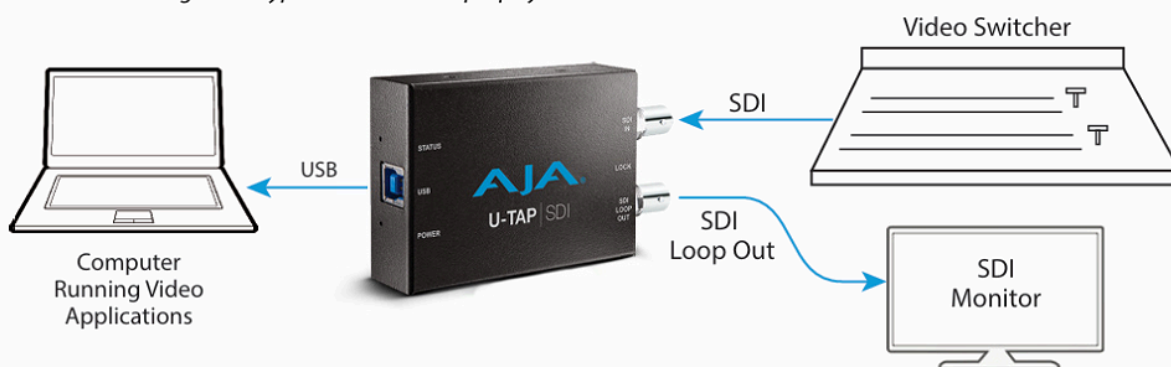 Video Switcher
SDI
SDI
IN
STATUS
LOCK
USB
AJA
USB
U-TAP | SDI
SDI
LOOP
OUT
POWER
SDI
Loop Out
SDI
Monitor
Computer
Running Video
Applications